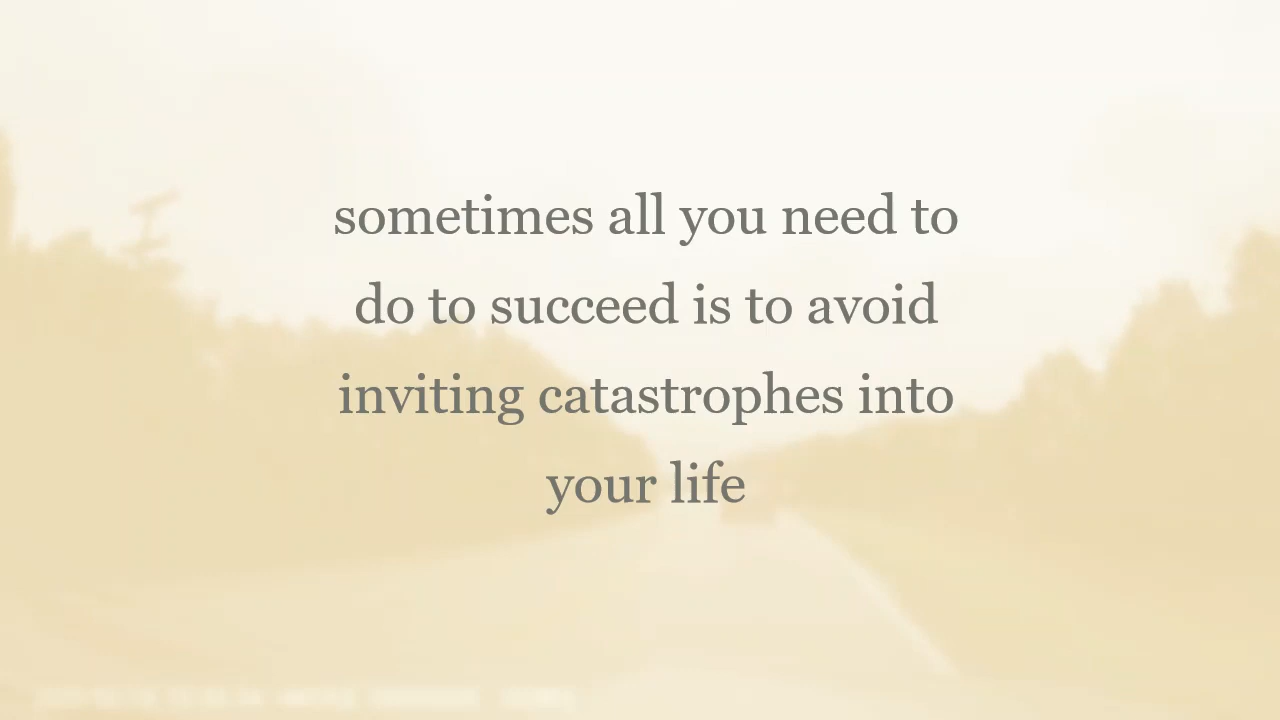 sometimes all you need to
do to succeed is to avoid
inviting catastrophes into
your life